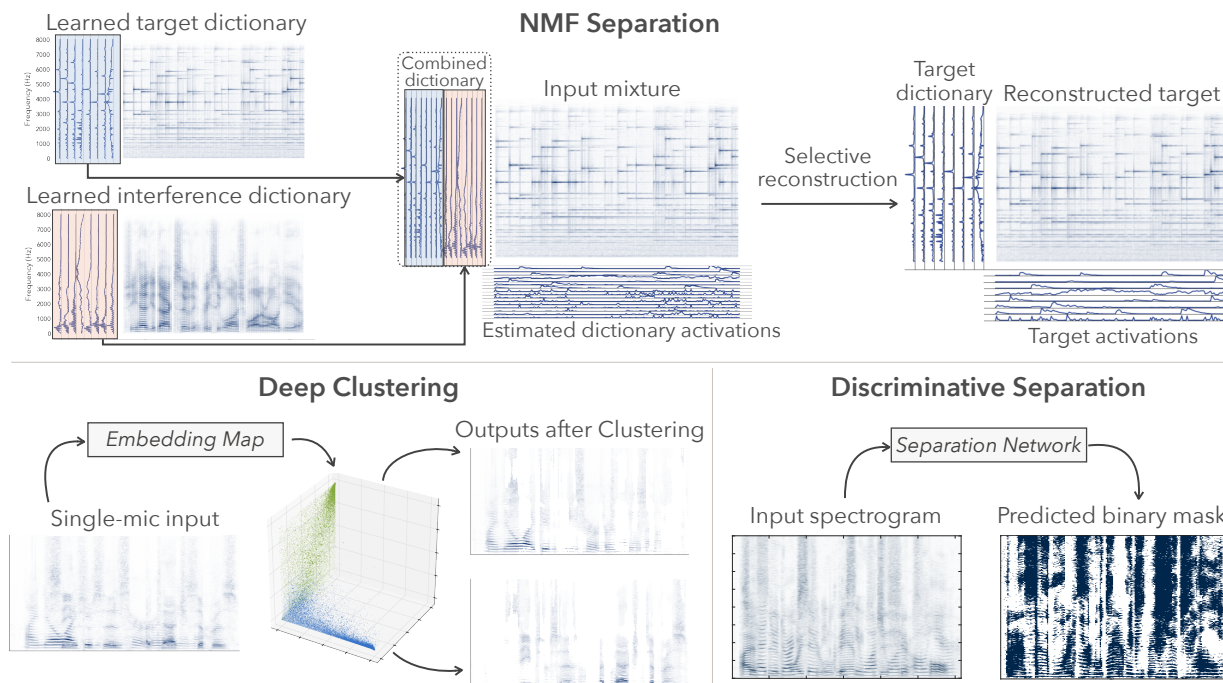 NMF Separation
Learned target dictionary
Frequency (Hz)
8000
7000
6000
5000
4000
3000
2000
1000
0
Learned interference dictionary
Frequency (Hz)
8000
7000
6000
5000
4000
3000
2000
1000
0
Combined
dictionary
Input mixture
Estimated dictionary activations
Selective
reconstruction
Target
dictionary
Reconstructed target
Target activations
Deep Clustering
Embedding Map
Single-mic input
Outputs after Clustering
Discriminative Separation
Separation Network
Input spectrogram
Predicted binary mask